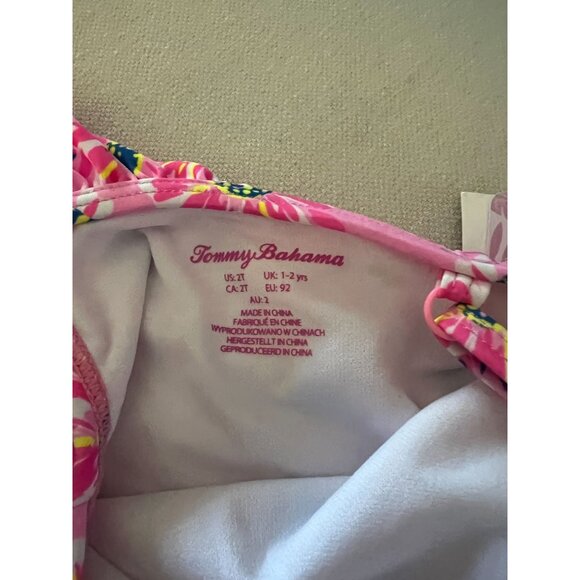 Tommy Bahama
US: 2T UK: 1-2 yrs
CA: 2T EU: 92
AU: 2
MADE IN CHINA
FABRIQUÉ EN CHINE
WYPRODUKOWANO W CHINACH
HERGESTELLT IN CHINA
GEPRODUCEERD IN CHINA